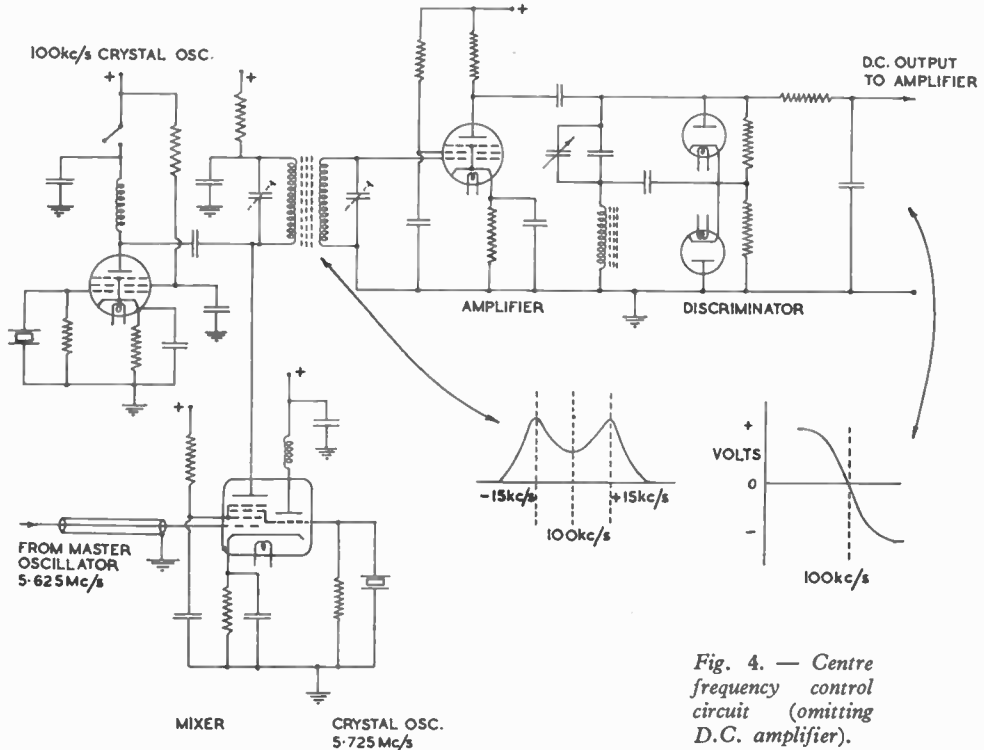 100kc/s CRYSTAL OSC.
+
+
+
D.C. OUTPUT
TO AMPLIFIER
AMPLIFIER
DISCRIMINATOR
+
+
-15kc/s
+15kc/s
100kc/s
+
VOLTS
0
−
100kc/s
FROM MASTER
OSCILLATOR
5·625Mc/s
MIXER
CRYSTAL OSC.
5·725Mc/s
Fig. 4. — Centre
frequency control
circuit (omitting
D.C. amplifier).